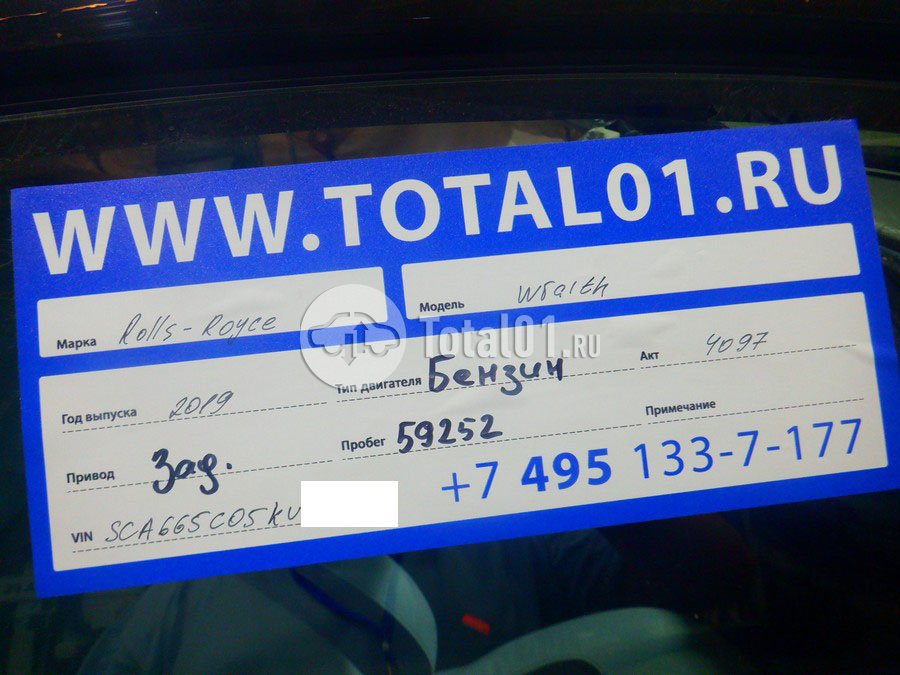 WWW.TOTAL01.RU
Марка Rolls-Royce Модель Wraith
Total01.RU
Год выпуска 2019 Тип двигателя Бензин Акт 4097
Привод Зад. Пробег 59252 Примечание
+7 495 133-7-177
VIN SCA665C05KU